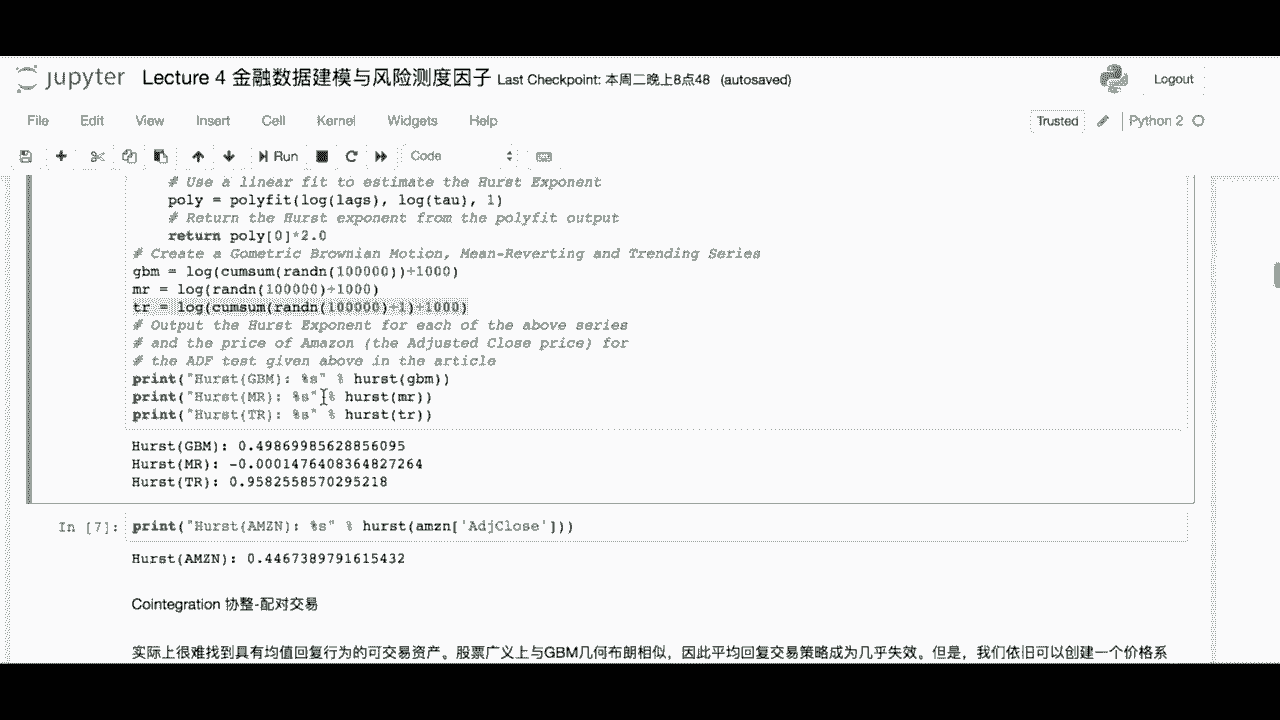 jupyter Lecture 4 金融数据建模与风险测度因子 Last Checkpoint: 本周二晚上8点48 (autosaved) Logout
File Edit View Insert Cell Kernel Widgets Help Trusted Python 2
Run Code
# Use a linear fit to estimate the Hurst Exponent
poly = polyfit(log(lags), log(tau), 1)
# Return the Hurst exponent from the polyfit output
return poly[0]*2.0
# Create a Gometric Brownian Motion, Mean-Reverting and Trending Series
gbm = log(cumsum(randn(100000))+1000)
mr = log(randn(100000)+1000)
tr = log(cumsum(randn(100000)+1)+1000)
# Output the Hurst Exponent for each of the above series
# and the price of Amazon (the Adjusted Close price) for
# the ADF test given above in the article
print("Hurst(GBM): %s" % hurst(gbm))
print("Hurst(MR): %s" % hurst(mr))
print("Hurst(TR): %s" % hurst(tr))
Hurst(GBM): 0.49869985628856095
Hurst(MR): -0.0001476408364827264
Hurst(TR): 0.9582558570295218
In [7]: print("Hurst(AMZN): %s" % hurst(amzn['AdjClose']))
Hurst(AMZN): 0.4467389791615432
Cointegration 协整-配对交易
实际上很难找到具有均值回复行为的可交易资产。股票广义上与GBM几何布朗相似，因此平均回复交易策略成为几乎失效。但是，我们依旧可以创建一个价格系